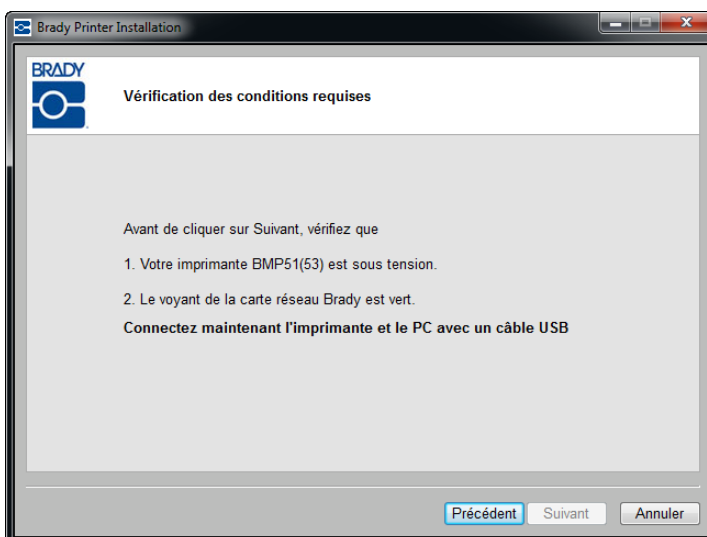 Brady Printer Installation
BRADY
Vérification des conditions requises
Avant de cliquer sur Suivant, vérifiez que
1. Votre imprimante BMP51(53) est sous tension.
2. Le voyant de la carte réseau Brady est vert.
Connectez maintenant l'imprimante et le PC avec un câble USB
Précédent Suivant Annuler